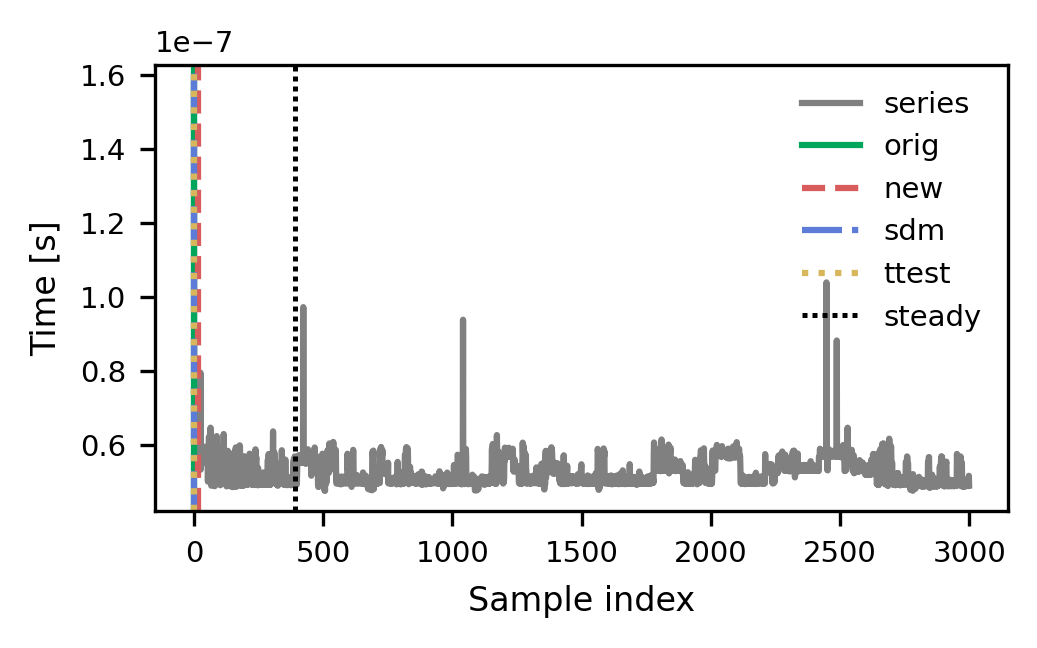 1e−7
1.6
1.4
1.2
1.0
0.8
0.6
Time [s]
series
orig
new
sdm
ttest
steady
0 500 1000 1500 2000 2500 3000
Sample index